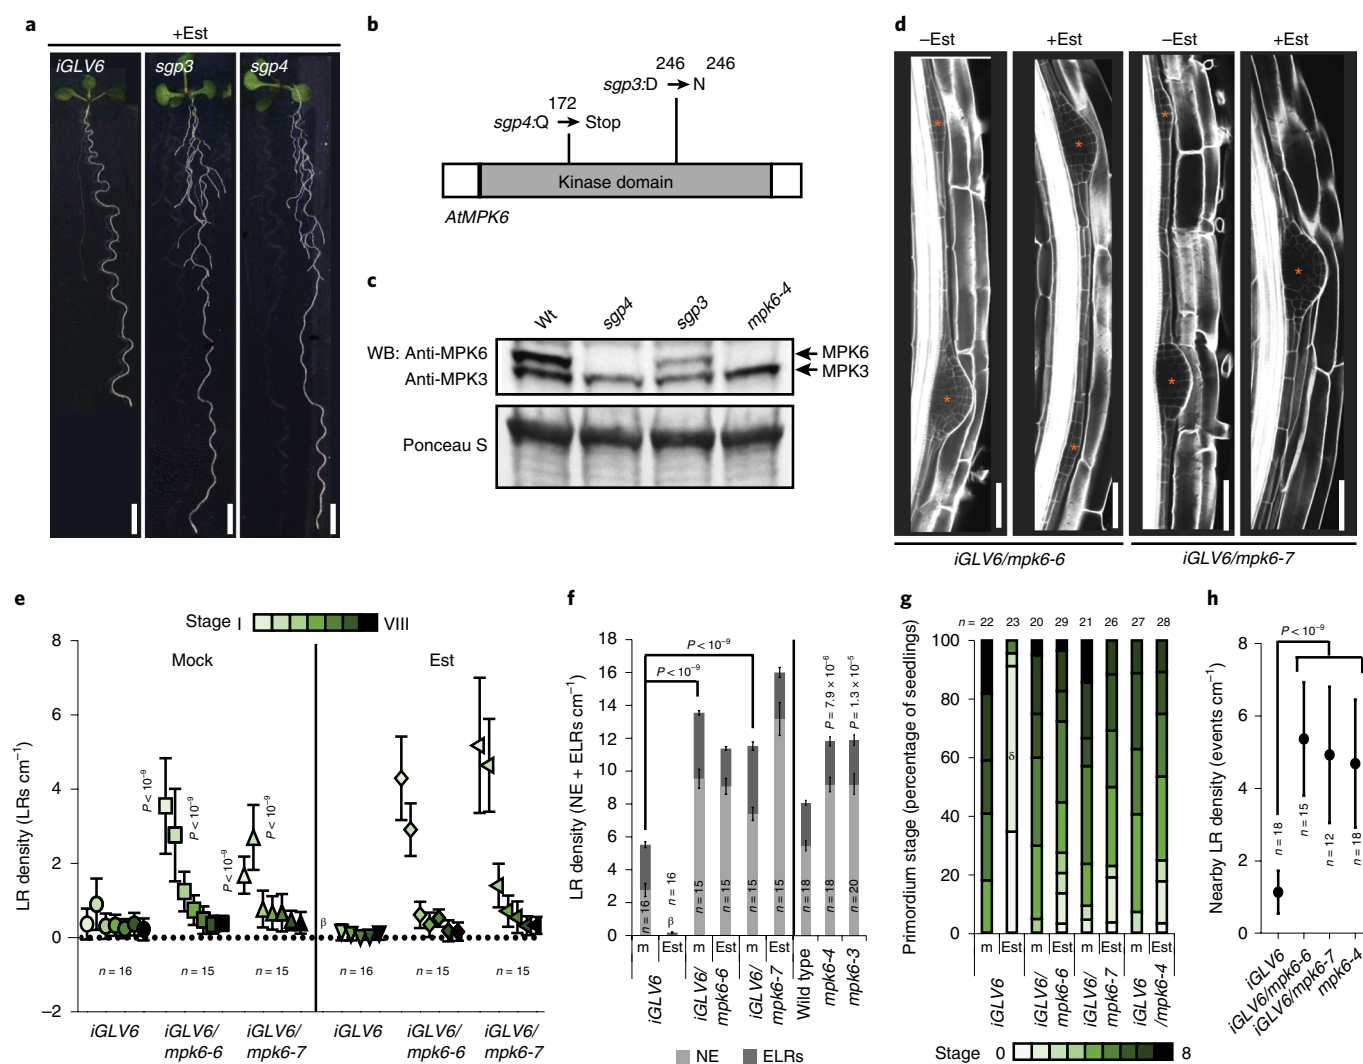 a
+Est
iGLV6
sgp3
sgp4
b
246 246
sgp3:D → N
172
sgp4:Q → Stop
Kinase domain
AtMPK6
c
Wt
sgp4
sgp3
mpk6-4
WB: Anti-MPK6
Anti-MPK3
MPK6
MPK3
Ponceau S
d
–Est
+Est
–Est
+Est
* * * * * * *
iGLV6/mpk6-6
iGLV6/mpk6-7
e
Stage I VIII
8
6
4
2
0
–2
LR density (LRs cm⁻¹)
Mock
Est
P < 10⁻⁹
P < 10⁻⁹
P < 10⁻⁹
P < 10⁻⁹
β
n = 16
n = 15
n = 15
n = 16
n = 15
n = 15
iGLV6
iGLV6/
mpk6-6
iGLV6/
mpk6-7
iGLV6
iGLV6/
mpk6-6
iGLV6/
mpk6-7
f
18
16
14
12
10
8
6
4
2
0
LR density (NE + ELRs cm⁻¹)
P < 10⁻⁹
P < 10⁻⁹
P = 7.9 × 10⁻⁶
P = 1.3 × 10⁻⁵
n = 16
β n = 16
n = 15
n = 15
n = 15
n = 15
n = 18
n = 18
n = 20
m Est m Est m Est
iGLV6
iGLV6/
mpk6-6
iGLV6/
mpk6-7
Wild type
mpk6-4
mpk6-3
NE ELRs
g
n = 22 23 20 29 21 26 27 28
100
80
60
40
20
0
Primordium stage (percentage of seedlings)
δ
m Est m Est m Est m Est
iGLV6
iGLV6/
mpk6-6
iGLV6/
mpk6-7
iGLV6
/mpk6-4
Stage 0 8
h
8
6
4
2
0
Nearby LR density (events cm⁻¹)
P < 10⁻⁹
n = 18
n = 15
n = 12
n = 18
iGLV6
iGLV6/mpk6-6
iGLV6/mpk6-7
mpk6-4